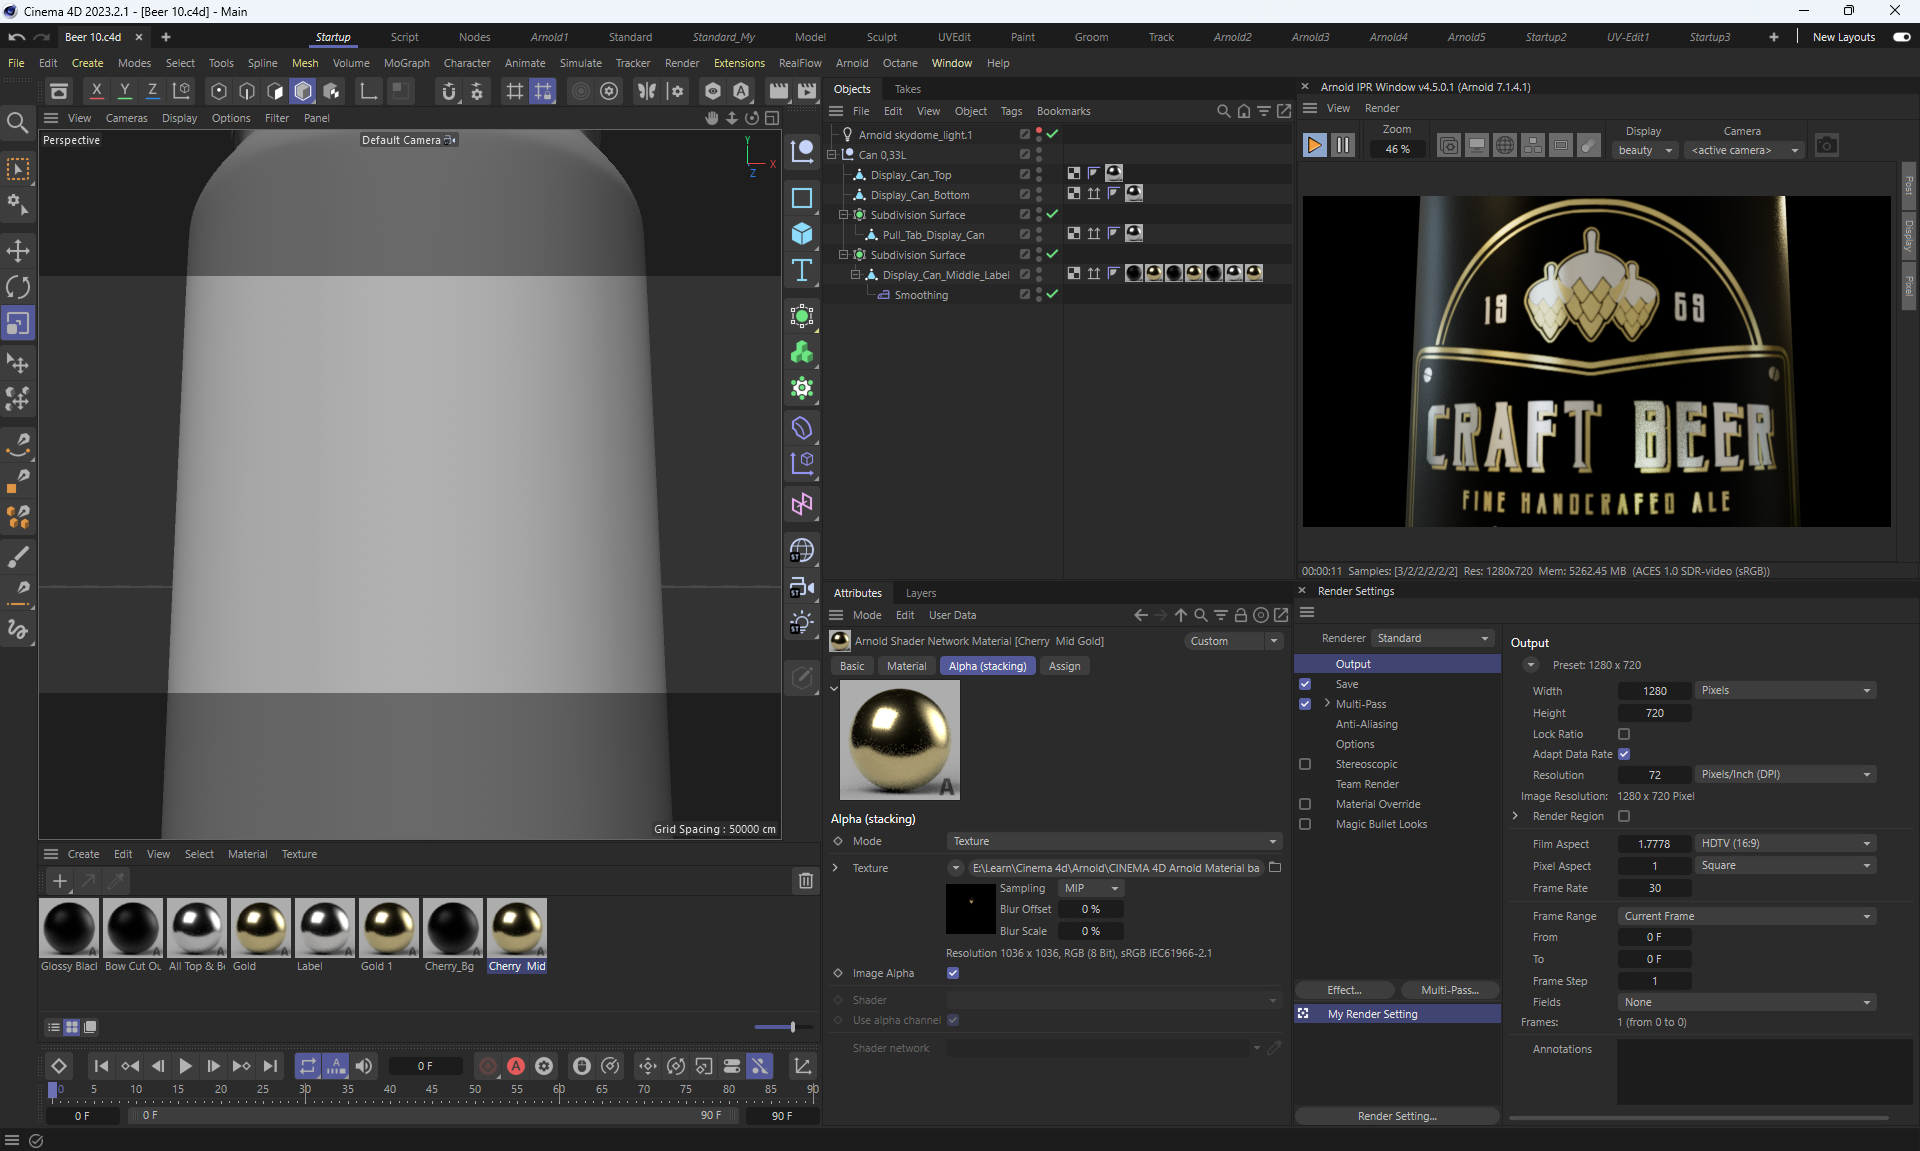 Cinema 4D 2023.2.1 - [Beer 10.c4d] - Main
Beer 10.c4d
Startup Script Nodes Arnold1 Standard Standard_My Model Sculpt UVEdit Paint Groom Track Arnold2 Arnold3 Arnold4 Arnold5 Startup2 UV-Edit1 Startup3 New Layouts
File Edit Create Modes Select Tools Spline Mesh Volume MoGraph Character Animate Simulate Tracker Render Extensions RealFlow Arnold Octane Window Help
X Y Z
View Cameras Display Options Filter Panel
Perspective
Default Camera
Y
X
Z
Grid Spacing : 50000 cm
Objects Takes
File Edit View Object Tags Bookmarks
Arnold skydome_light.1
Can 0,33L
Display_Can_Top
Display_Can_Bottom
Subdivision Surface
Pull_Tab_Display_Can
Subdivision Surface
Display_Can_Middle_Label
Smoothing
Arnold IPR Window v4.5.0.1 (Arnold 7.1.4.1)
View Render
Zoom
46 %
Display
beauty
Camera
<active camera>
Post
Display
Pixel
19 69
CRAFT BEER
FINE HANDCRAFED ALE
00:00:11 Samples: [3/2/2/2/2/2] Res: 1280x720 Mem: 5262.45 MB (ACES 1.0 SDR-video (sRGB))
Attributes Layers
Mode Edit User Data
Arnold Shader Network Material [Cherry Mid Gold]
Custom
Basic Material Alpha (stacking) Assign
A
Alpha (stacking)
Mode Texture
Texture E:\Learn\Cinema 4d\Arnold\CINEMA 4D Arnold Material ba
Sampling MIP
Blur Offset 0 %
Blur Scale 0 %
Resolution 1036 x 1036, RGB (8 Bit), sRGB IEC61966-2.1
Image Alpha
Shader
Use alpha channel
Shader network
Render Settings
Renderer Standard
Output
Save
Multi-Pass
Anti-Aliasing
Options
Stereoscopic
Team Render
Material Override
Magic Bullet Looks
Effect... Multi-Pass...
My Render Setting
Render Setting...
Output
Preset: 1280 x 720
Width 1280 Pixels
Height 720
Lock Ratio
Adapt Data Rate
Resolution 72 Pixels/Inch (DPI)
Image Resolution: 1280 x 720 Pixel
Render Region
Film Aspect 1.7778 HDTV (16:9)
Pixel Aspect 1 Square
Frame Rate 30
Frame Range Current Frame
From 0 F
To 0 F
Frame Step 1
Fields None
Frames: 1 (from 0 to 0)
Annotations
Create Edit View Select Material Texture
Glossy Blacl Bow Cut Ou All Top & Bo Gold Label Gold 1 Cherry_Bg Cherry Mid
0 F
0 5 10 15 20 25 30 35 40 45 50 55 60 65 70 75 80 85 90
0 F 0 F 90 F 90 F